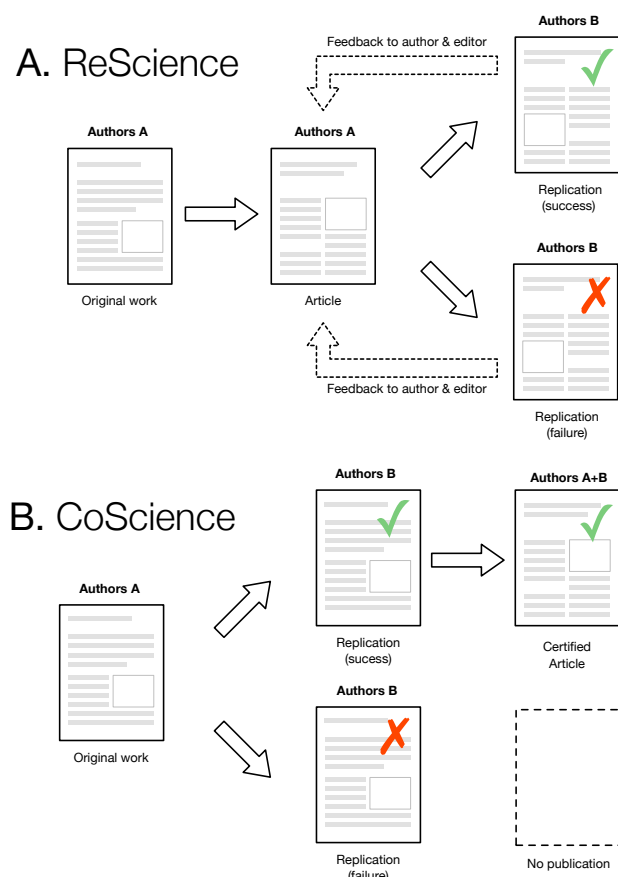 Authors B
Feedback to author & editor
A. ReScience
Authors A
Authors A
Replication
(success)
Authors B
Original work
Article
Feedback to author & editor
Replication
(failure)
Authors B
Authors A+B
B. CoScience
Authors A
Replication
(sucess)
Certified
Article
Authors B
Original work
Replication
(failure)
No publication